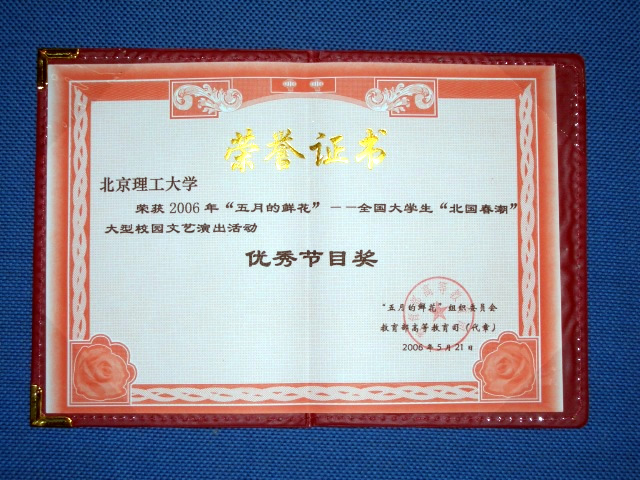 荣誉证书
北京理工大学
荣获2006年“五月的鲜花”——全国大学生“北国春潮”
大型校园文艺演出活动
优秀节目奖
“五月的鲜花”组织委员会
教育部高等教育司（代章）
2006年5月21日